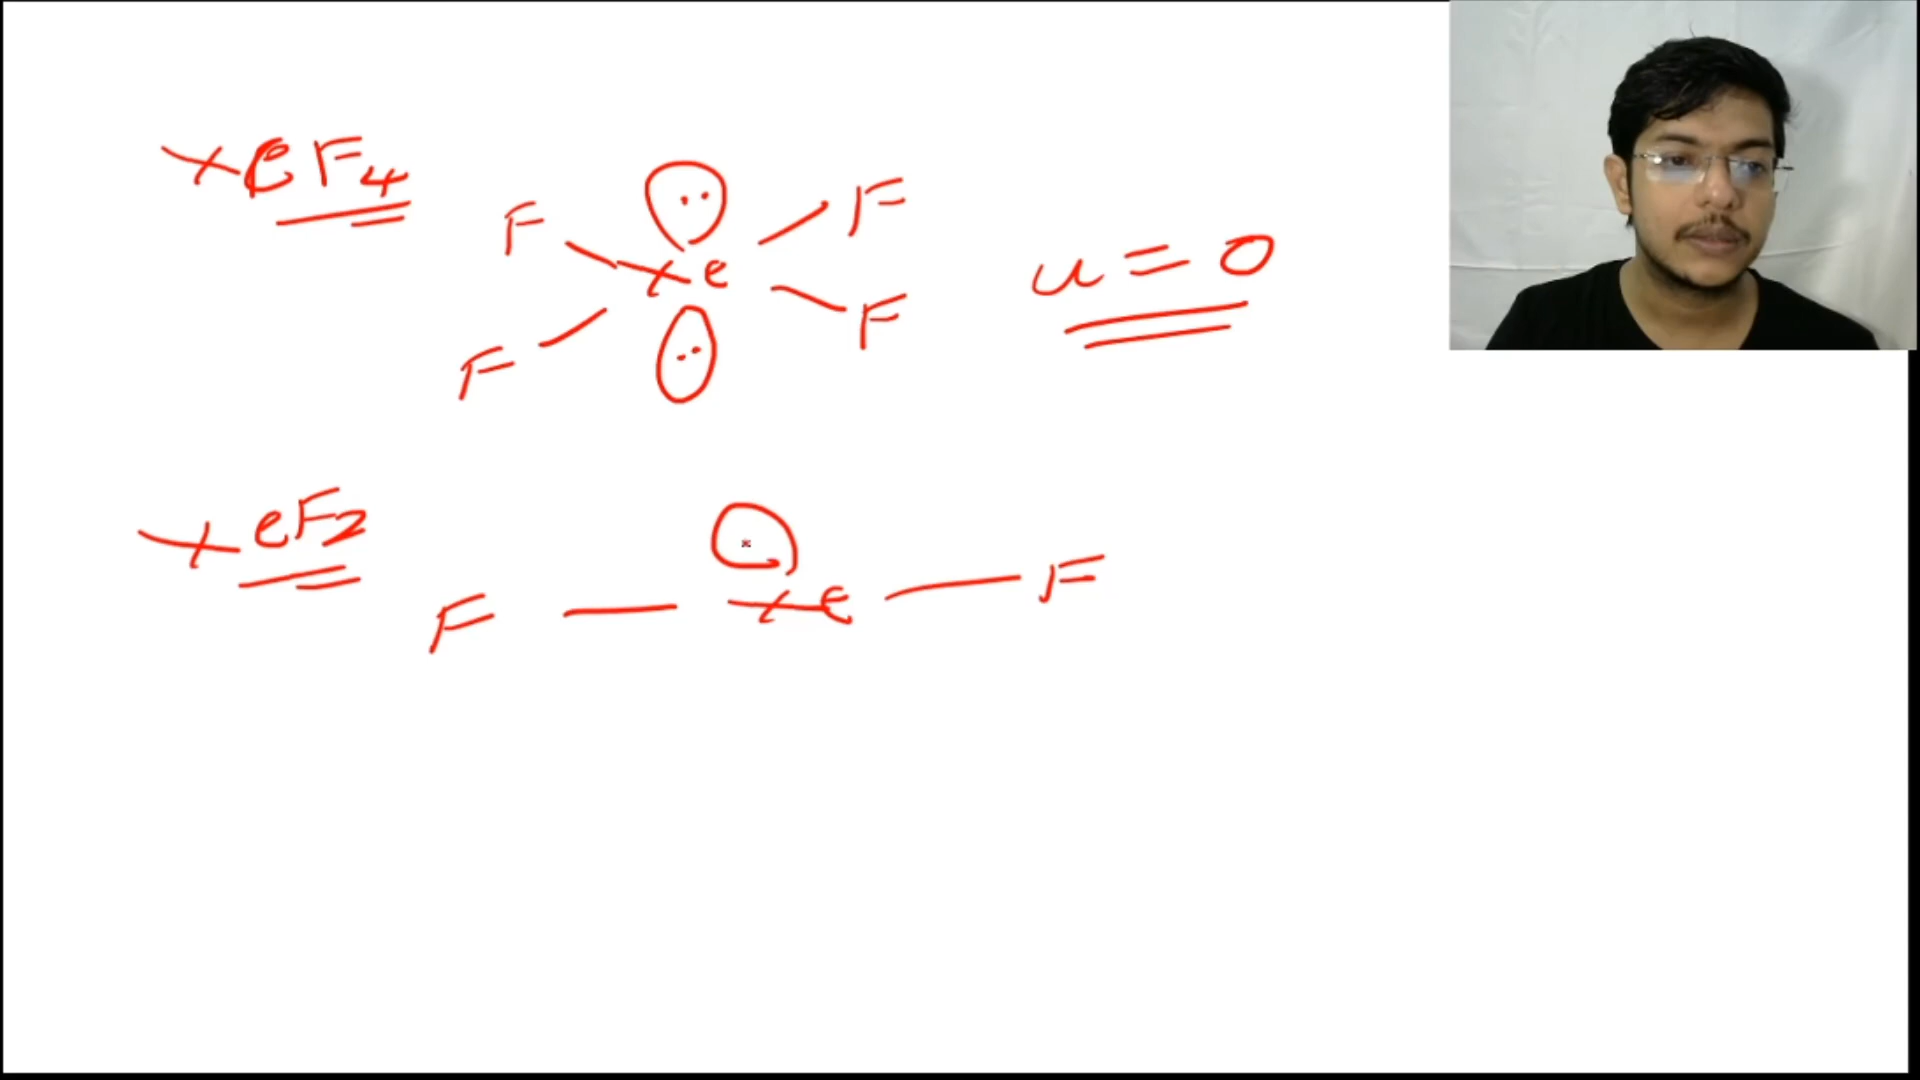 XeF4
F F
Xe
F F
u = 0
XeF2
F — Xe — F